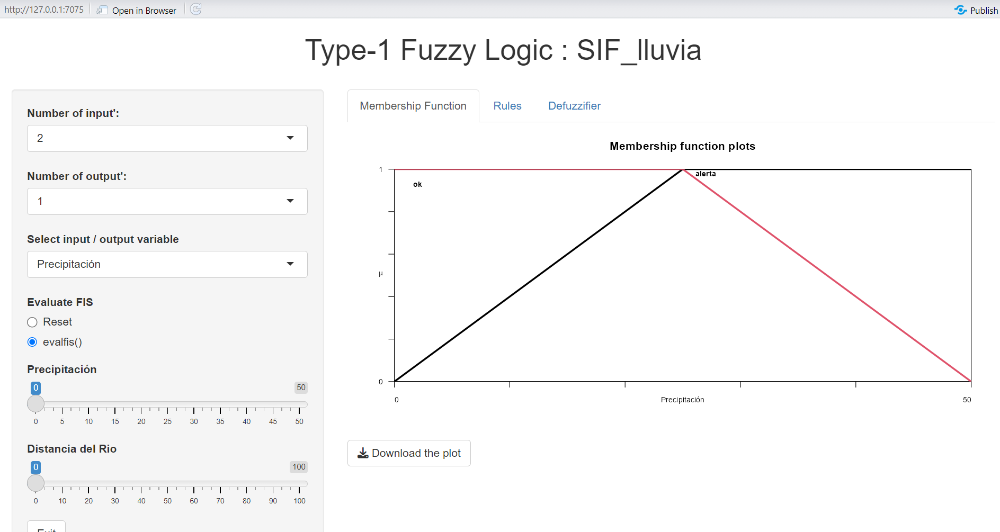 http://127.0.0.1:7075 Open in Browser Publish
Type-1 Fuzzy Logic : SIF_lluvia
Number of input':
2
Number of output':
1
Select input / output variable
Precipitación
Evaluate FIS
Reset
evalfis()
Precipitación
0 50
0 5 10 15 20 25 30 35 40 45 50
Distancia del Rio
0 100
0 10 20 30 40 50 60 70 80 90 100
Exit
Membership Function Rules Defuzzifier
Membership function plots
1
alerta
ok
μ
0
0 Precipitación 50
Download the plot